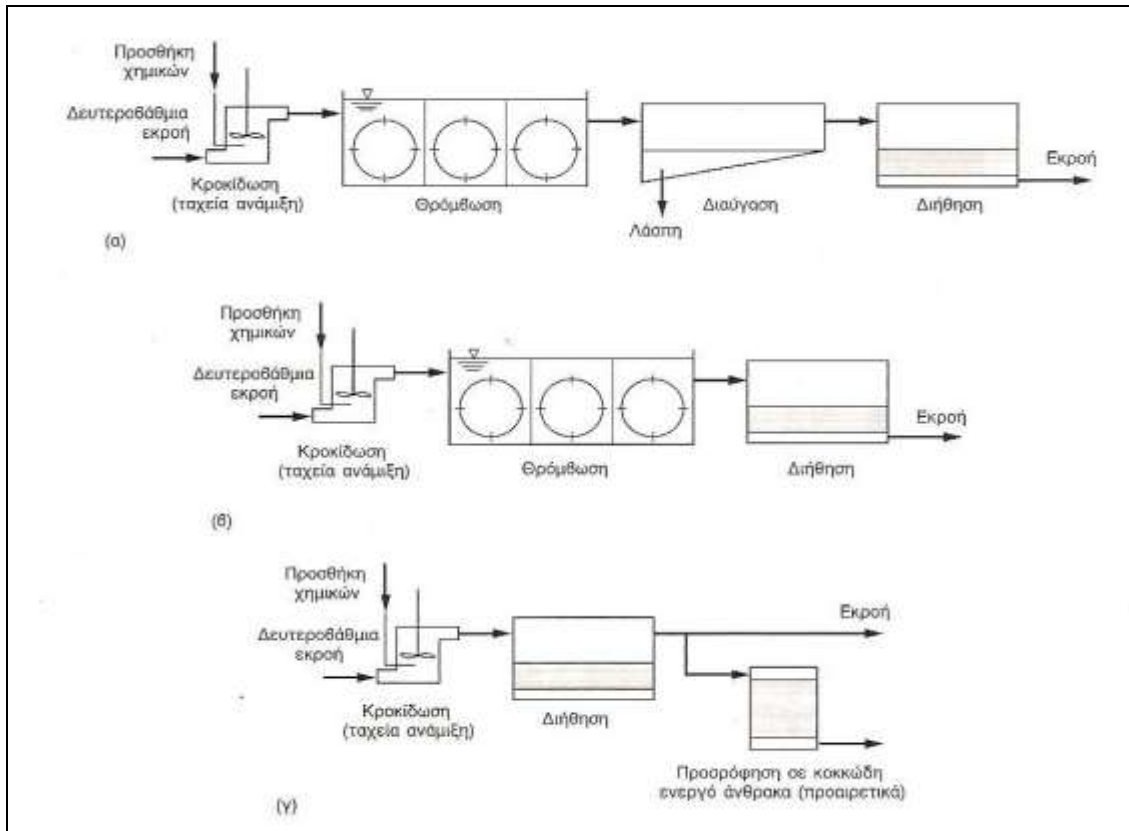 Προσθήκη
χημικών
Δευτεροβάθμια
εκροή
Κροκίδωση
(ταχεία ανάμιξη)
Θρόμβωση
Διαύγαση
Λάσπη
Διήθηση
Εκροή
(α)
Προσθήκη
χημικών
Δευτεροβάθμια
εκροή
Κροκίδωση
(ταχεία ανάμιξη)
Θρόμβωση
Διήθηση
Εκροή
(β)
Προσθήκη
χημικών
Δευτεροβάθμια
εκροή
Κροκίδωση
(ταχεία ανάμιξη)
Διήθηση
Εκροή
Προσρόφηση σε κοκκώδη
ενεργό άνθρακα (προαιρετικά)
(γ)